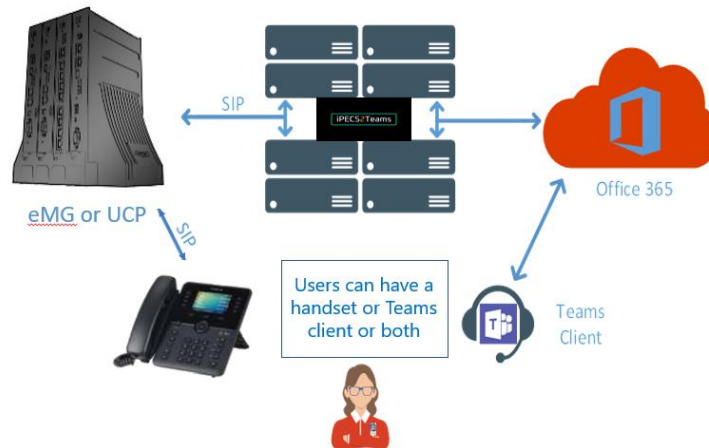 SIP
iPECS2Teams
Office 365
eMG or UCP
SIP
Users can have a
handset or Teams
client or both
Teams
Client